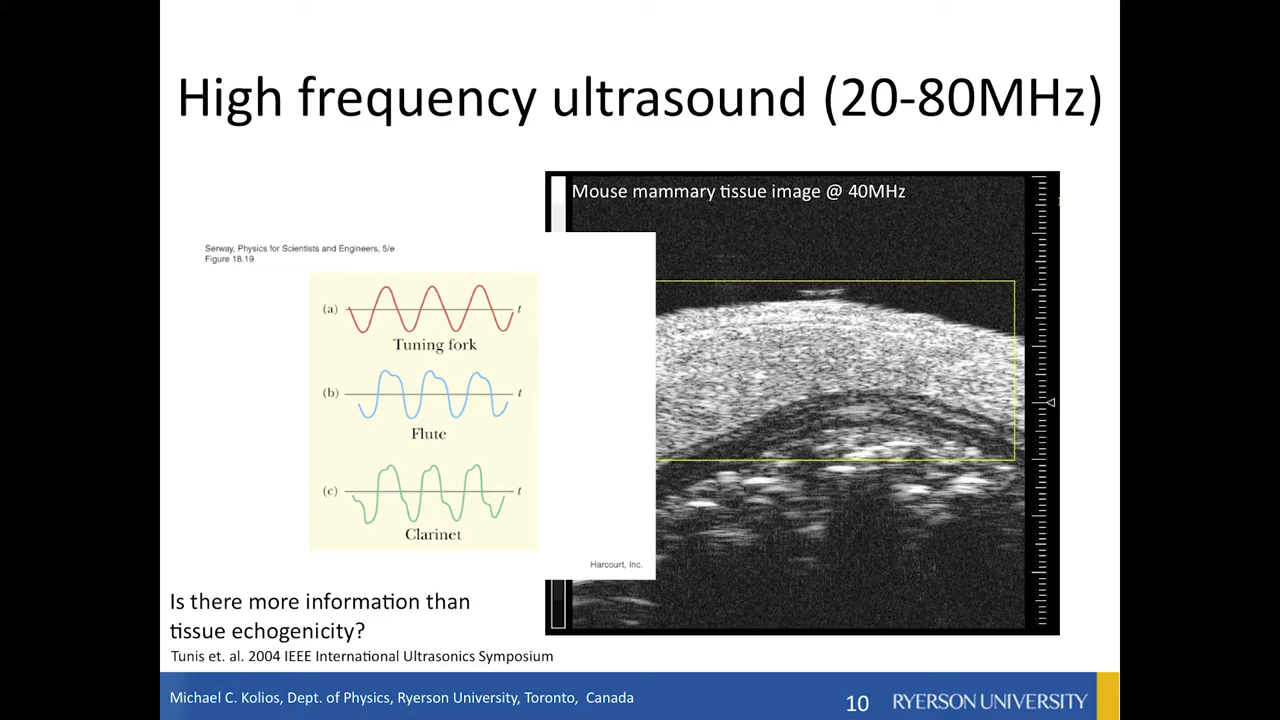 High frequency ultrasound (20-80MHz)
Mouse mammary tissue image @ 40MHz
Serway, Physics for Scientists and Engineers, 5/e
Figure 18.19
(a) t
Tuning fork
(b) t
Flute
(c) t
Clarinet
Harcourt, Inc.
Is there more information than
tissue echogenicity?
Tunis et. al. 2004 IEEE International Ultrasonics Symposium
Michael C. Kolios, Dept. of Physics, Ryerson University, Toronto, Canada
10
RYERSON UNIVERSITY